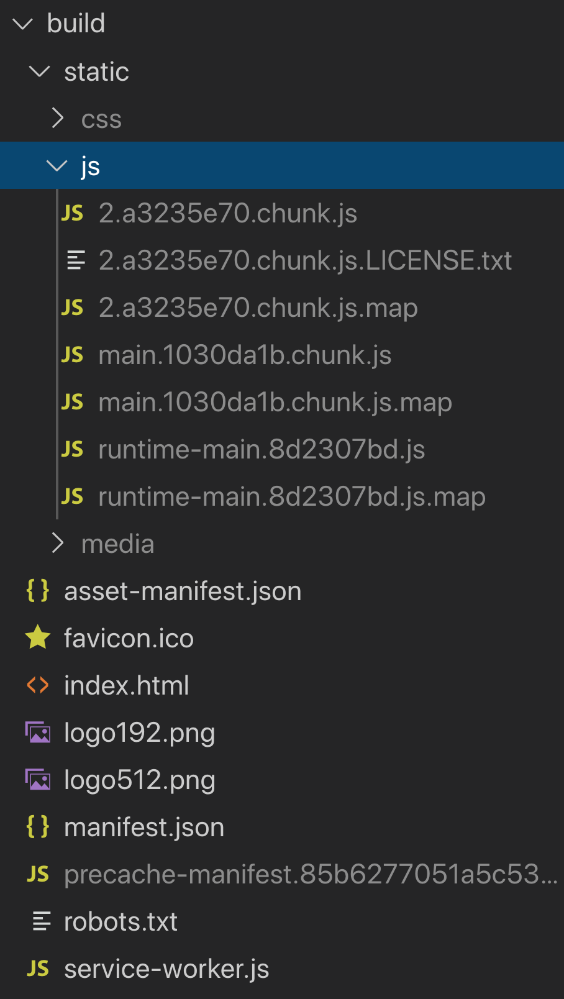 build
static
css
js
JS 2.a3235e70.chunk.js
2.a3235e70.chunk.js.LICENSE.txt
JS 2.a3235e70.chunk.js.map
JS main.1030da1b.chunk.js
JS main.1030da1b.chunk.js.map
JS runtime-main.8d2307bd.js
JS runtime-main.8d2307bd.js.map
media
{} asset-manifest.json
favicon.ico
<> index.html
logo192.png
logo512.png
{} manifest.json
JS precache-manifest.85b6277051a5c53...
robots.txt
JS service-worker.js